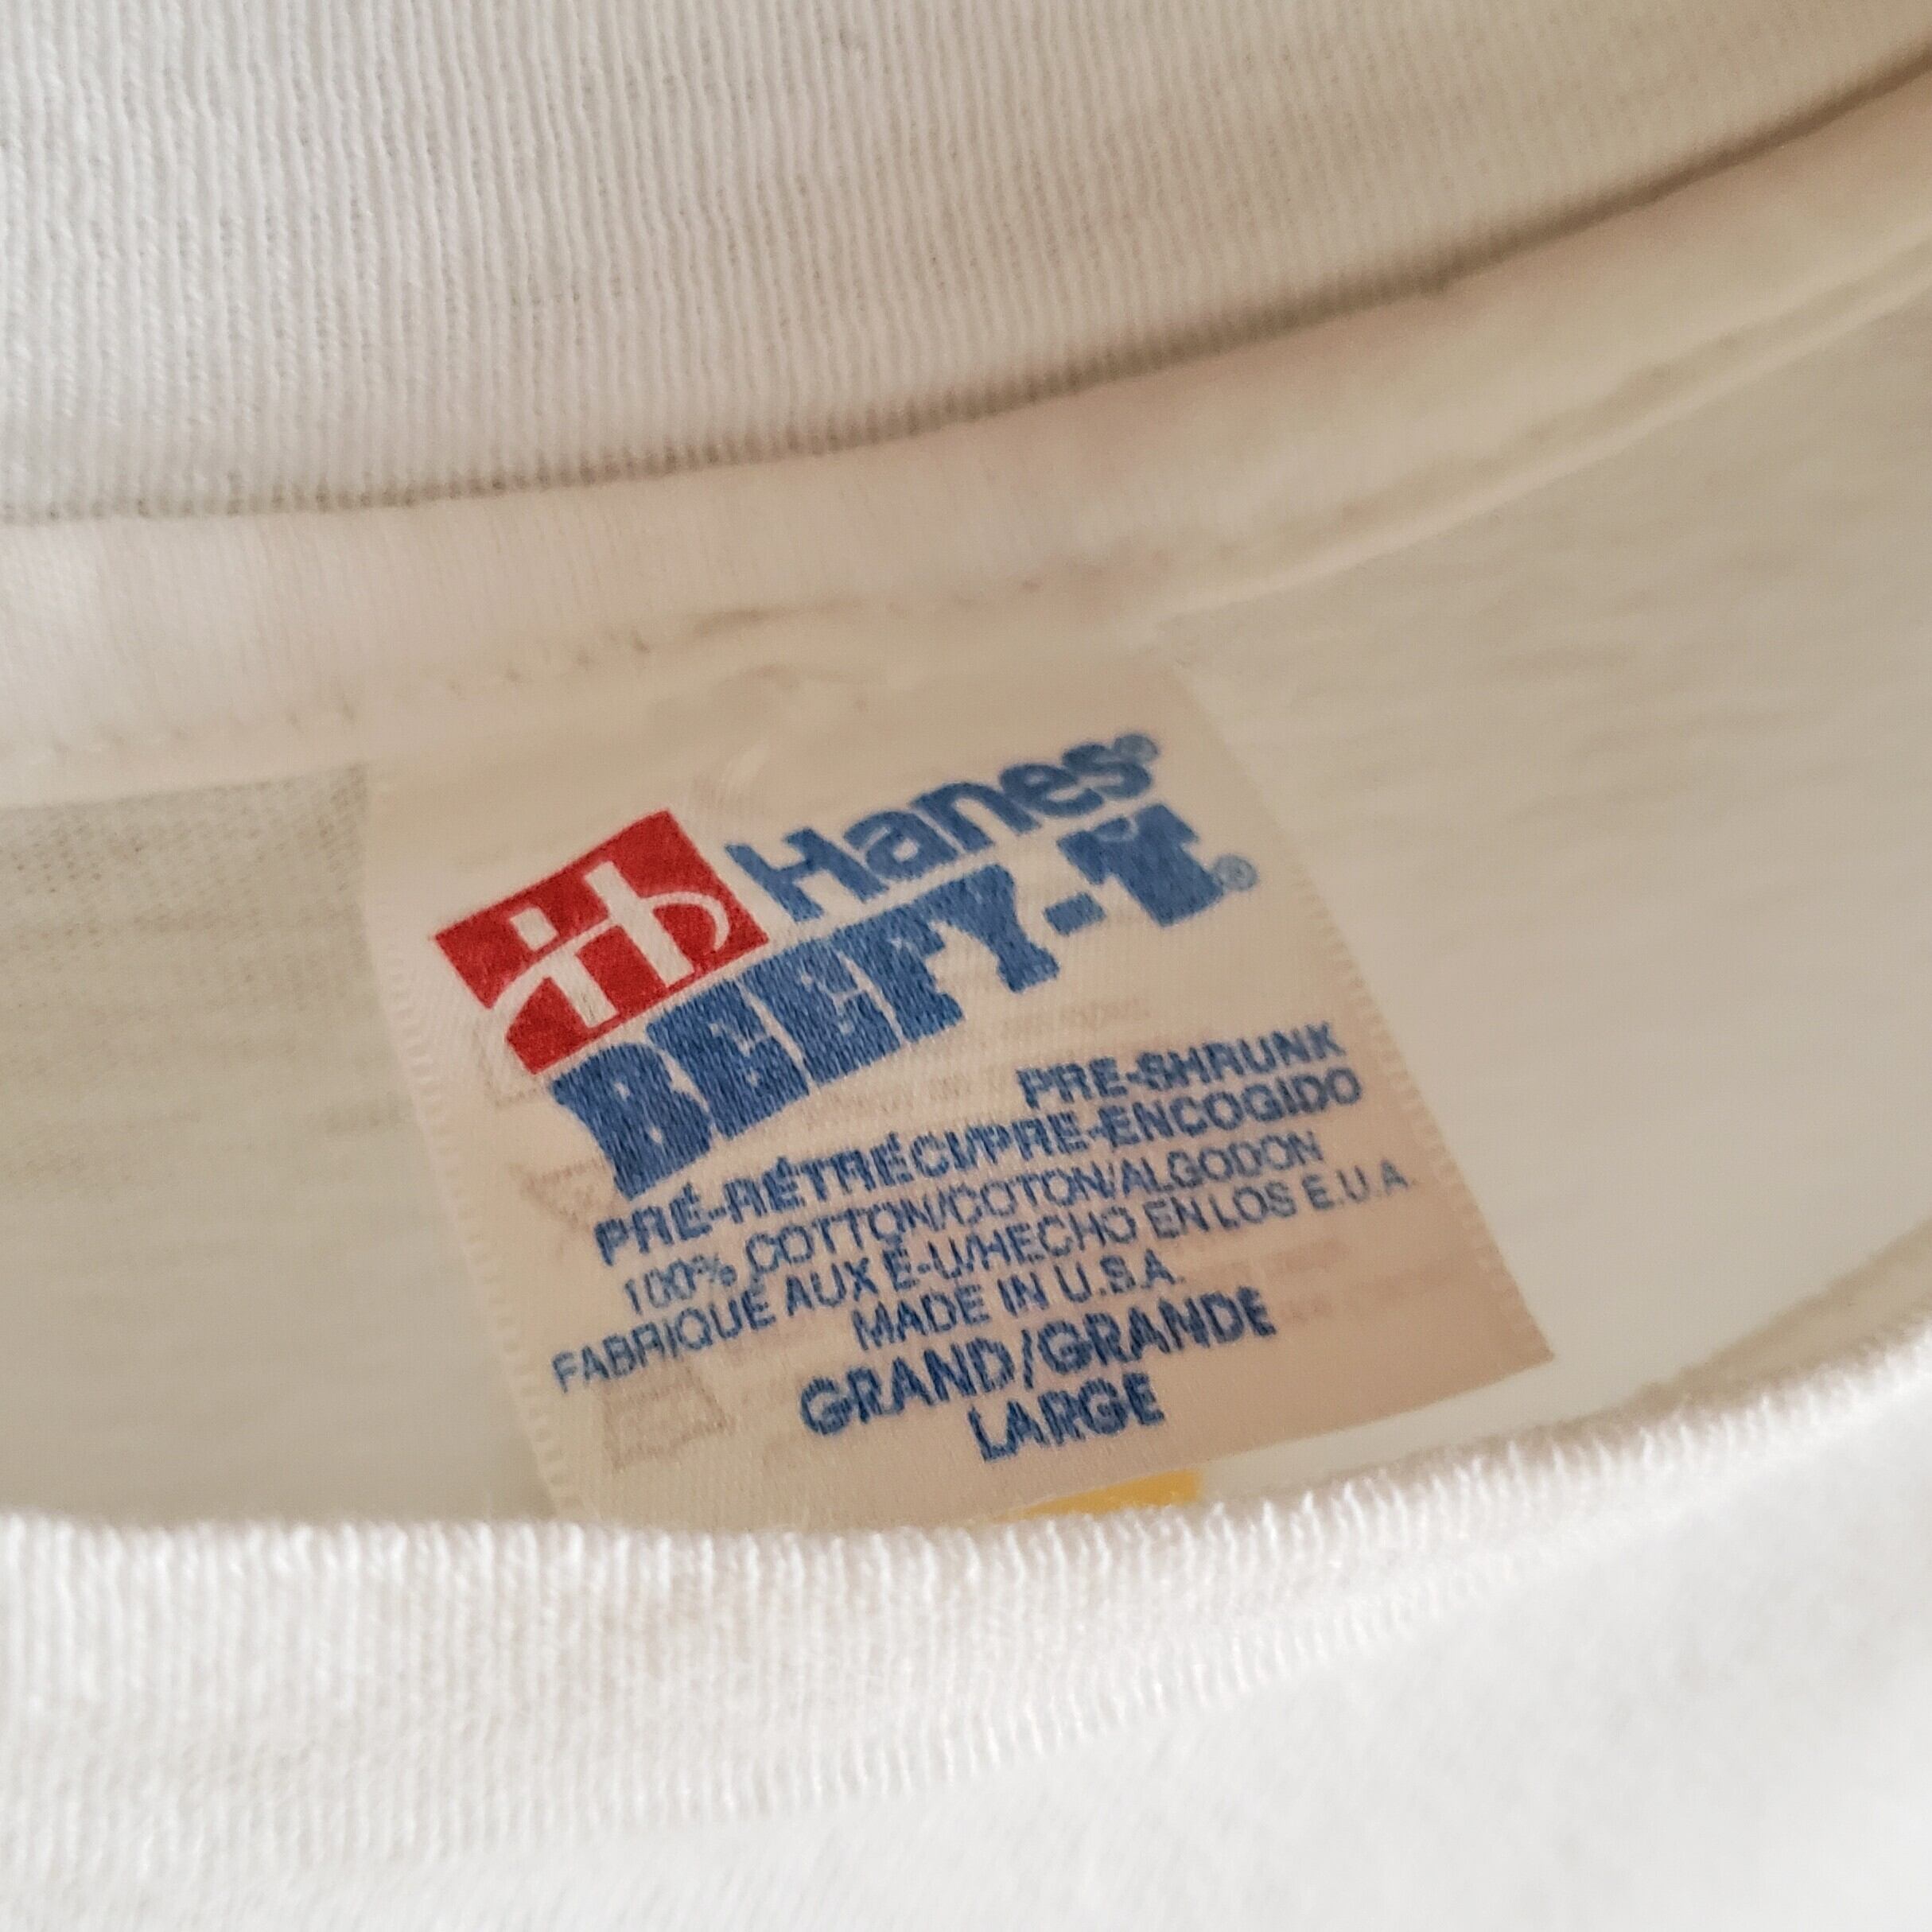 Hanes®
BEEFY-T®
PRE-SHRUNK
PRÉ-RÉTRÉCI/PRE-ENCOGIDO
100% COTTON/COTON/ALGODON
FABRIQUÉ AUX É-U/HECHO EN LOS E.U.A.
MADE IN U.S.A.
GRAND/GRANDE
LARGE